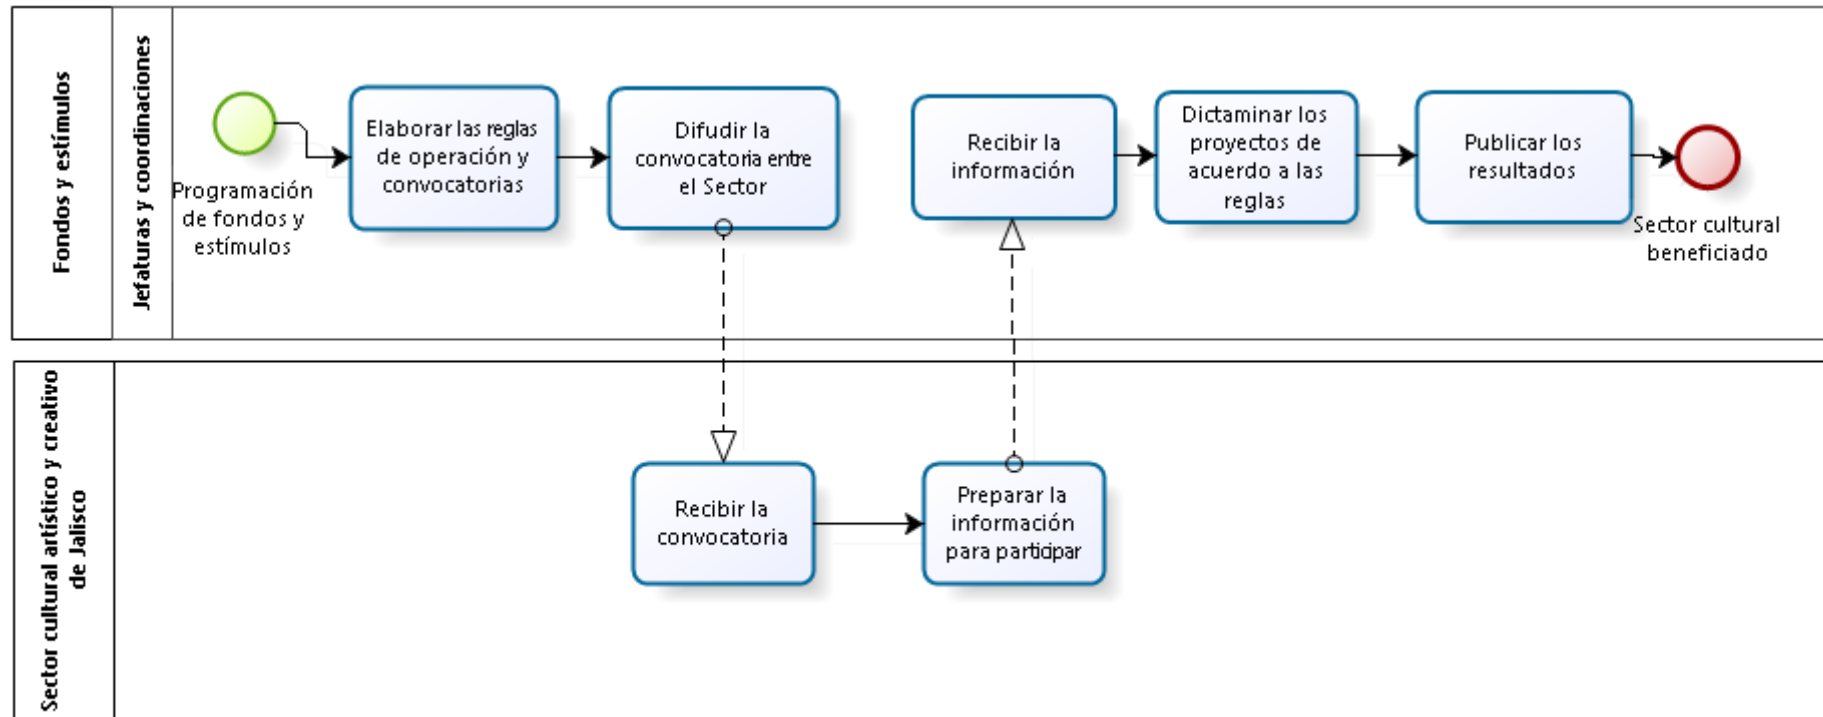 Fondos y estímulos
Jefaturas y coordinaciones
Programación
de fondos y
estímulos
Elaborar las reglas
de operación y
convocatorias
Difudir la
convocatoria entre
el Sector
Recibir la
información
Dictaminar los
proyectos de
acuerdo a las
reglas
Publicar los
resultados
Sector cultural
beneficiado
Sector cultural artístico y creativo
de Jalisco
Recibir la
convocatoria
Preparar la
información
para participar